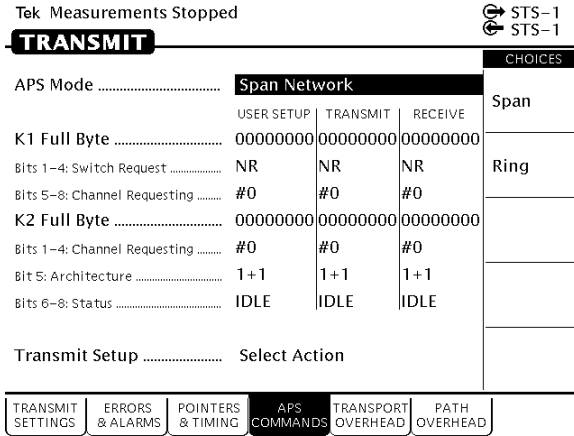 Tek Measurements Stopped
STS-1
STS-1
TRANSMIT
CHOICES
APS Mode ................................ Span Network
Span
USER SETUP TRANSMIT RECEIVE
K1 Full Byte ............................ 00000000 00000000 00000000
Bits 1-4: Switch Request .................. NR NR NR
Ring
Bits 5-8: Channel Requesting ........ #0 #0 #0
K2 Full Byte ............................ 00000000 00000000 00000000
Bits 1-4: Channel Requesting ........ #0 #0 #0
Bit 5: Architecture ............................ 1+1 1+1 1+1
Bits 6-8: Status .................................. IDLE IDLE IDLE
Transmit Setup ...................... Select Action
TRANSMIT SETTINGS
ERRORS & ALARMS
POINTERS & TIMING
APS COMMANDS
TRANSPORT OVERHEAD
PATH OVERHEAD